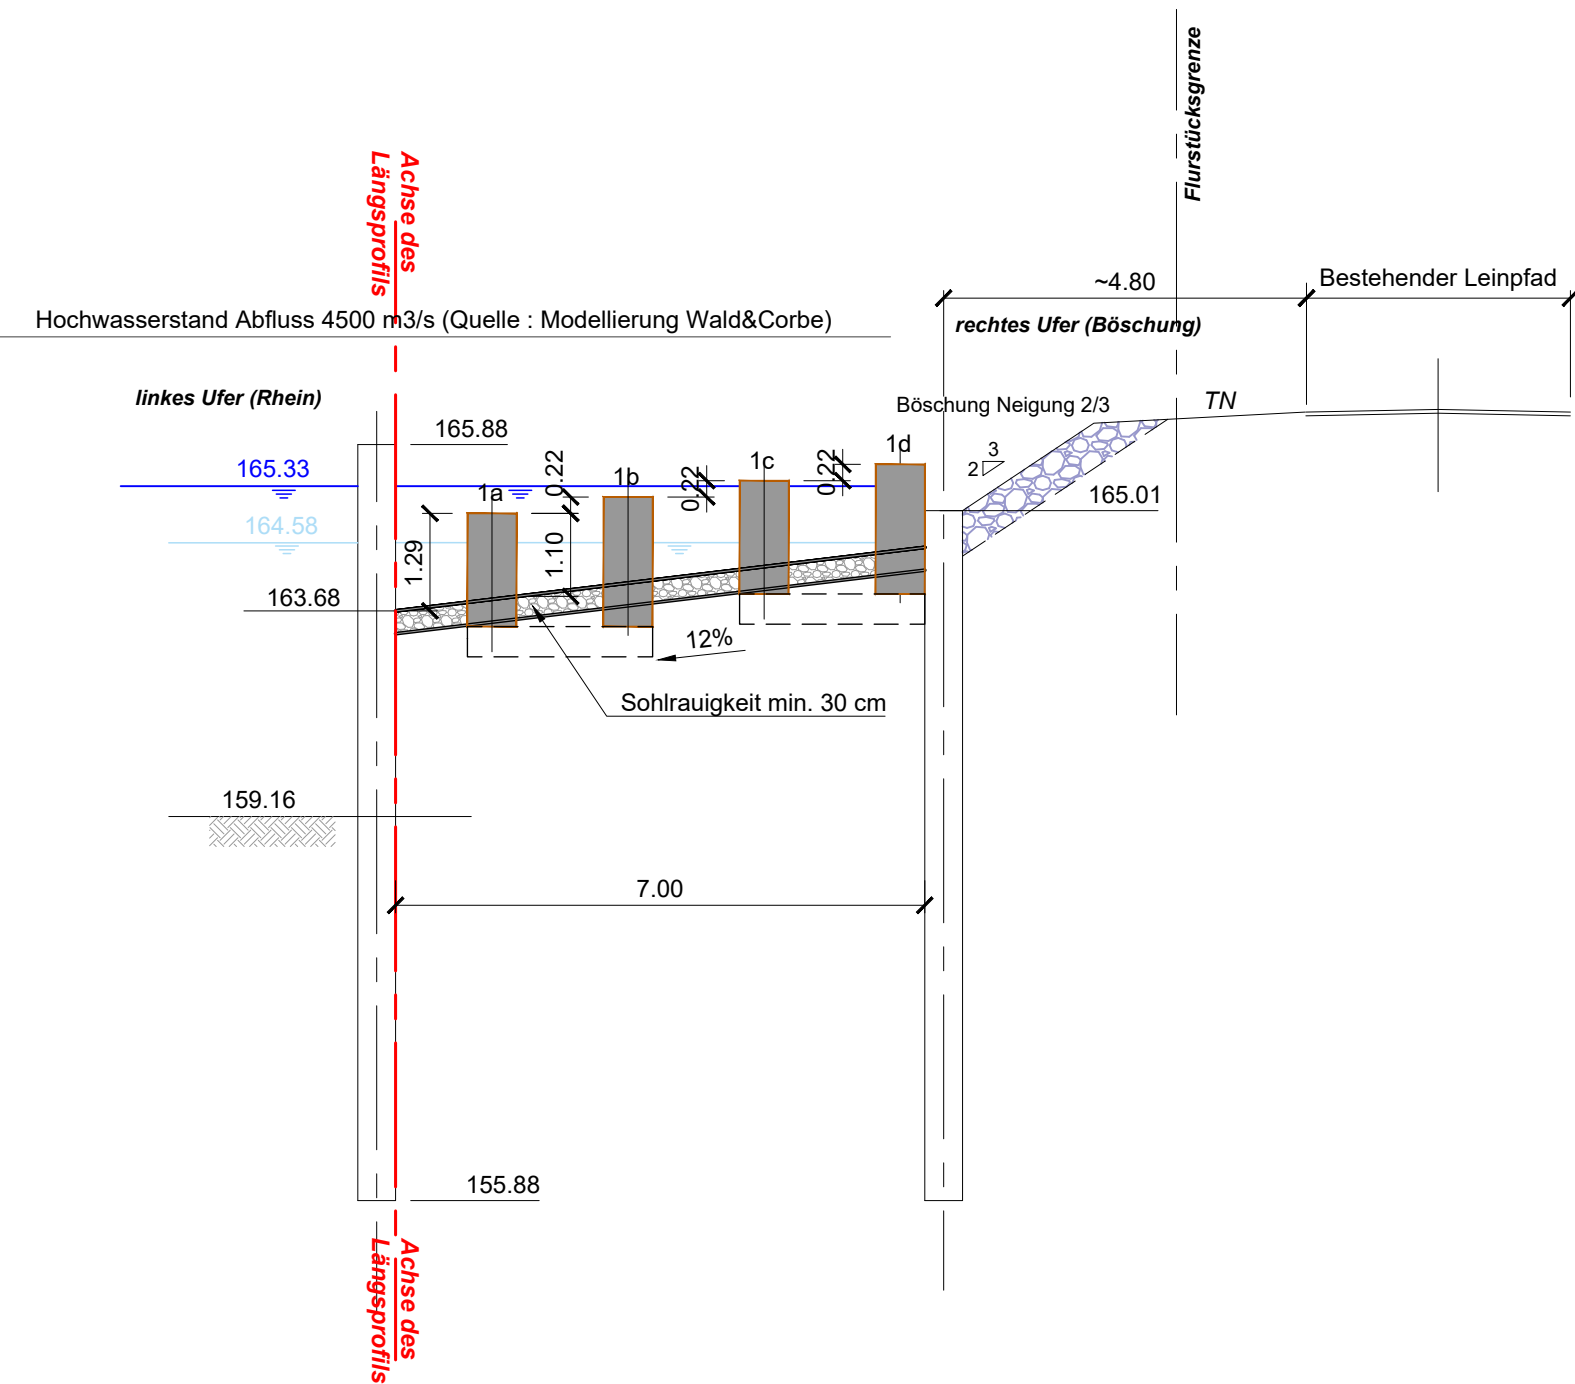 Flurstücksgrenze
Achse des
Längsprofils
~4.80
Bestehender Leinpfad
Hochwasserstand Abfluss 4500 m3/s (Quelle : Modellierung Wald&Corbe)
rechtes Ufer (Böschung)
linkes Ufer (Rhein)
Böschung Neigung 2/3
TN
165.88
3
2
165.33
1a
0.22
1b
0.22
1c
0.22
1d
165.01
164.58
1.29
1.10
163.68
12%
Sohlrauigkeit min. 30 cm
159.16
7.00
155.88
Achse des
Längsprofils